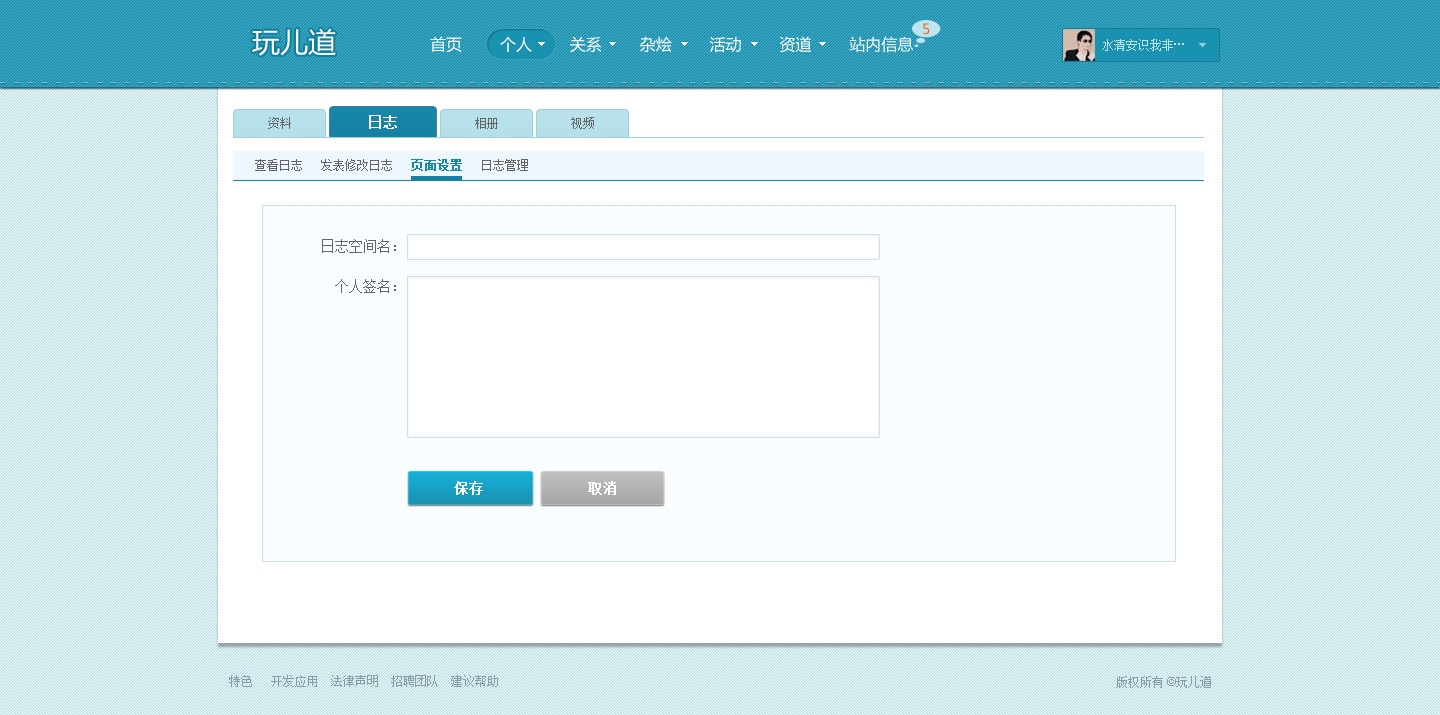 玩儿道
首页 个人 关系 杂烩 活动 资道 站内信息 5
水清安识我非…
资料 日志 相册 视频
查看日志 发表修改日志 页面设置 日志管理
日志空间名：
个人签名：
保存 取消
特色 开发应用 法律声明 招聘团队 建议帮助
版权所有 ©玩儿道